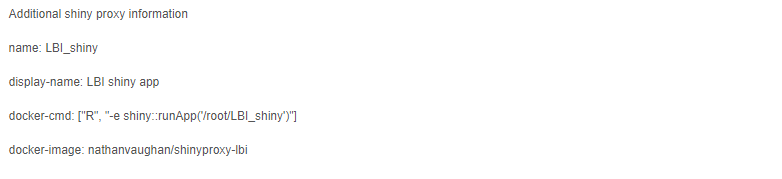 Additional shiny proxy information
name: LBI_shiny
display-name: LBI shiny app
docker-cmd: ["R", "-e shiny::runApp('/root/LBI_shiny')"]
docker-image: nathanvaughan/shinyproxy-lbi